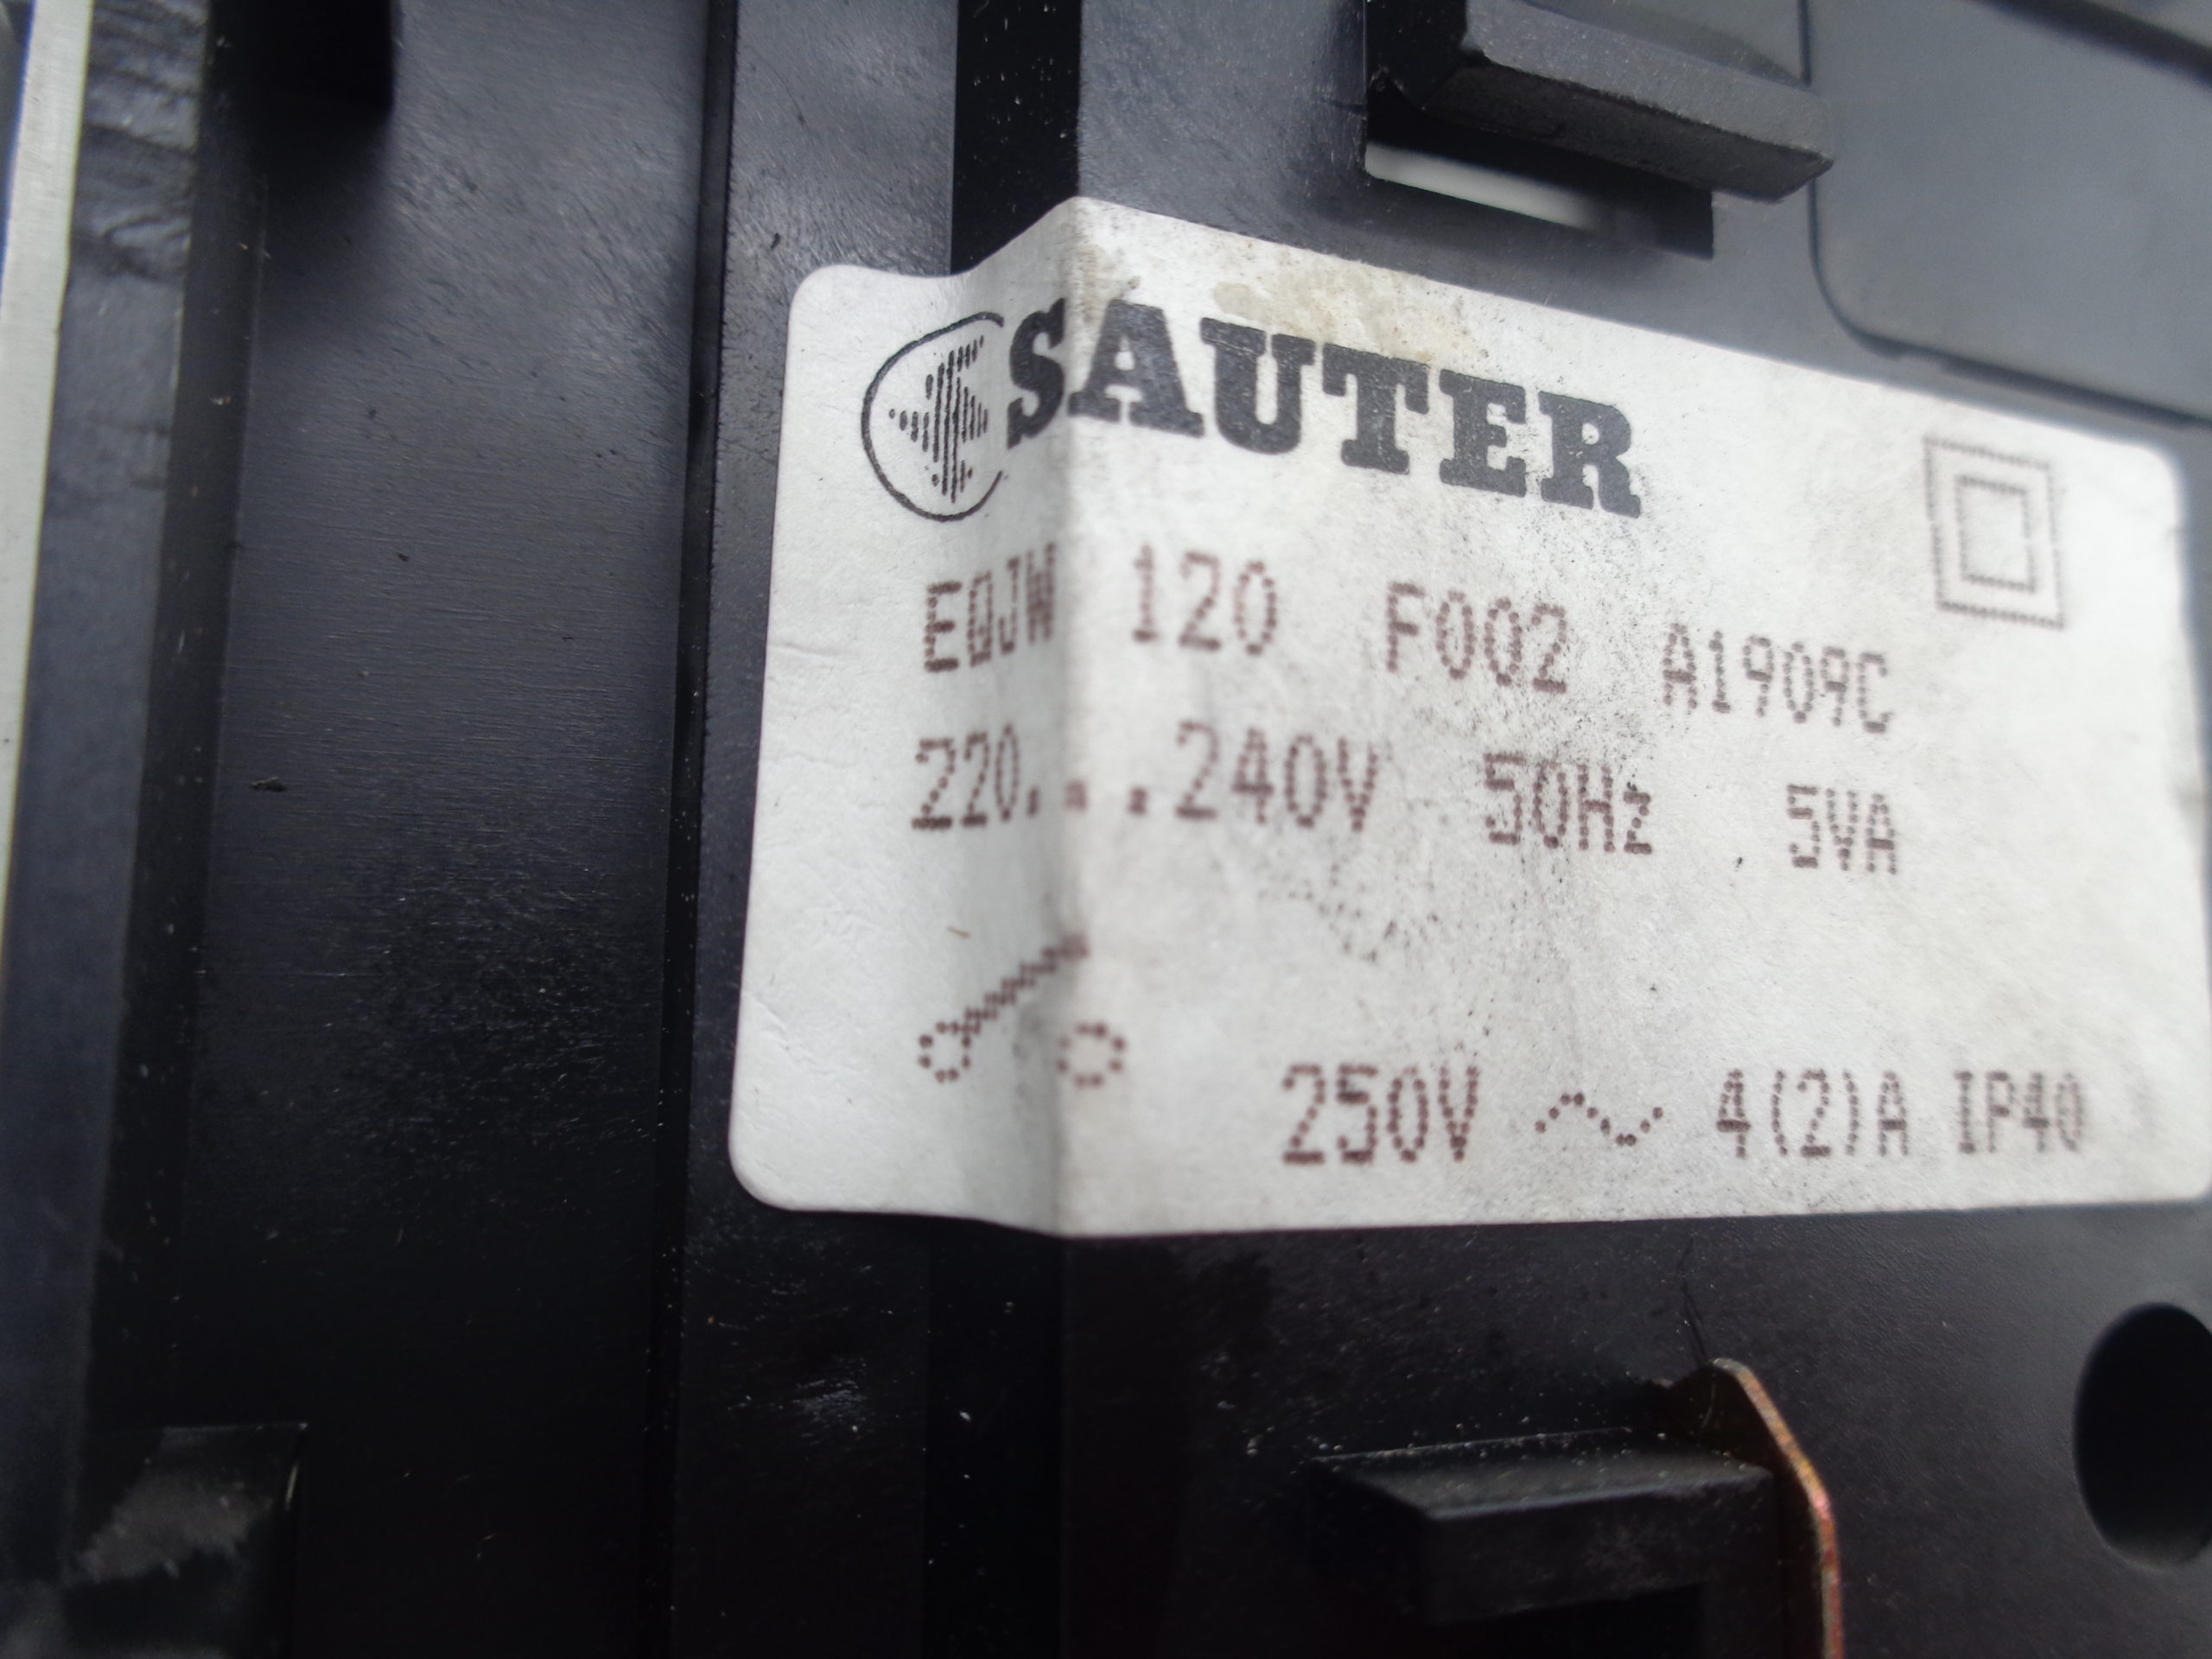 SAUTER
EQJW 120 F002 A1909C
220...240V 50Hz 5VA
250V ~ 4(2)A IP40